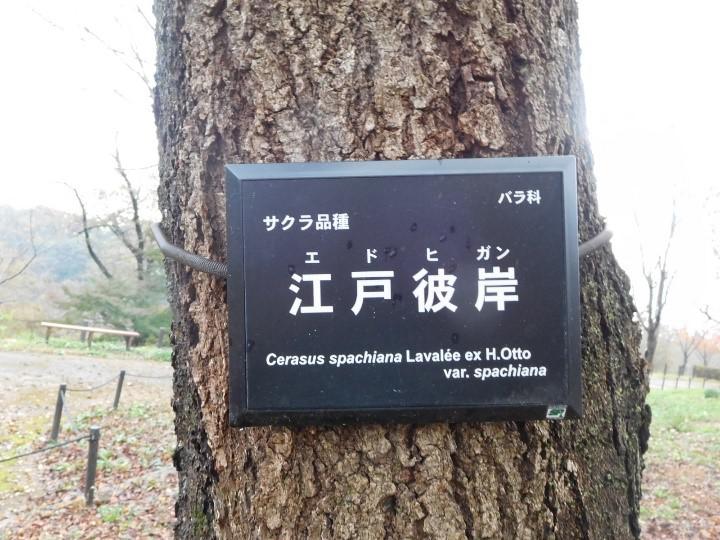 バラ科
サクラ品種
エドヒガン
江戸彼岸
Cerasus spachiana Lavalée ex H.Otto
var. spachiana